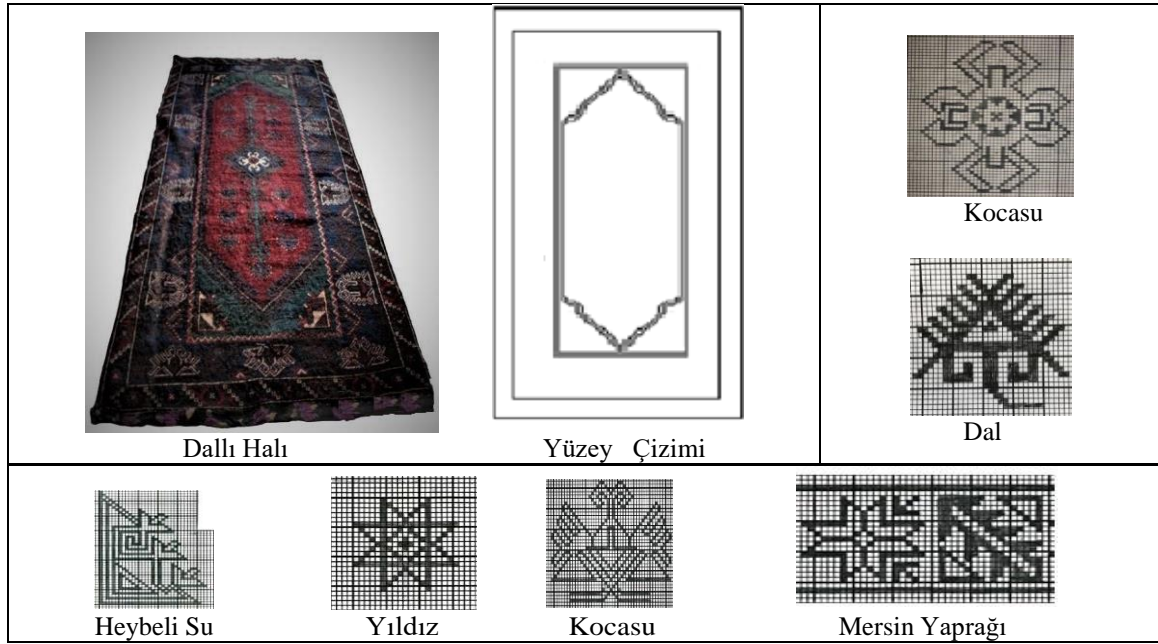 Kocasu
Dal
Dallı Halı
Yüzey Çizimi
Heybeli Su
Yıldız
Kocasu
Mersin Yaprağı